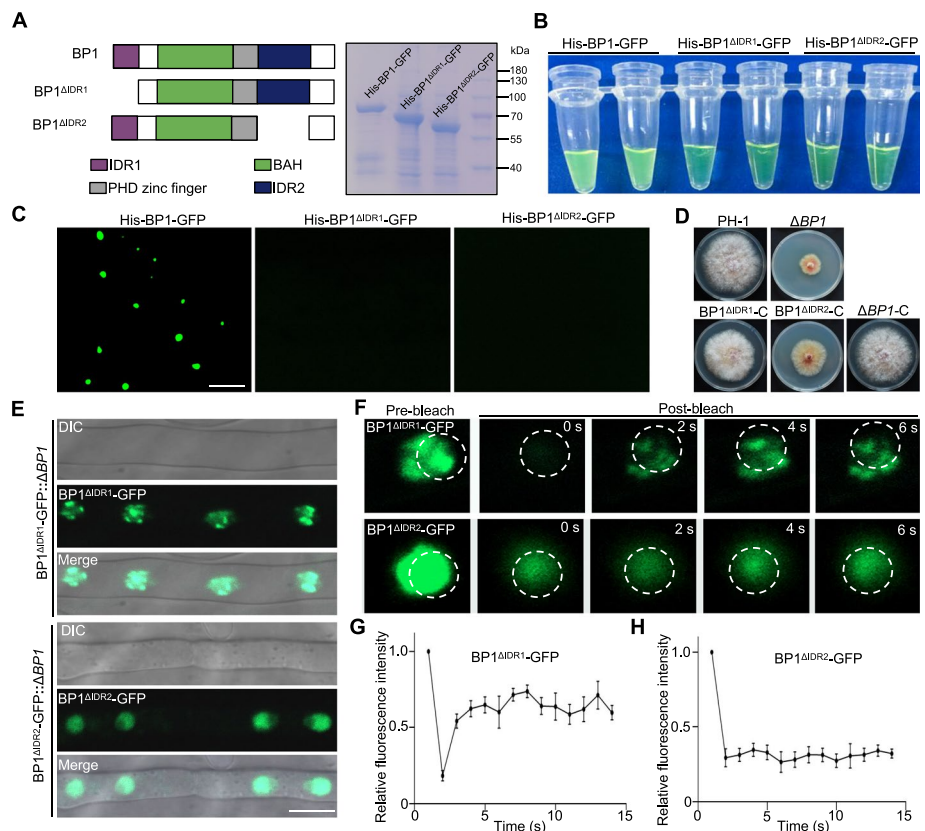 A
BP1
BP1ΔIDR1
BP1ΔIDR2
IDR1
BAH
PHD zinc finger
IDR2
His-BP1-GFP
His-BP1ΔIDR1-GFP
His-BP1ΔIDR2-GFP
kDa
180
130
100
70
55
40
B
His-BP1-GFP His-BP1ΔIDR1-GFP His-BP1ΔIDR2-GFP
C
His-BP1-GFP His-BP1ΔIDR1-GFP His-BP1ΔIDR2-GFP
D
PH-1 ΔBP1
BP1ΔIDR1-C BP1ΔIDR2-C ΔBP1-C
E
BP1ΔIDR1-GFP::ΔBP1
DIC
BP1ΔIDR1-GFP
Merge
BP1ΔIDR2-GFP::ΔBP1
DIC
BP1ΔIDR2-GFP
Merge
F
Pre-bleach Post-bleach
BP1ΔIDR1-GFP 0 s 2 s 4 s 6 s
BP1ΔIDR2-GFP 0 s 2 s 4 s 6 s
G
BP1ΔIDR1-GFP
Relative fluorescence intensity
1.0
0.5
0
0 5 10 15
Time (s)
H
BP1ΔIDR2-GFP
Relative fluorescence intensity
1.0
0.5
0
0 5 10 15
Time (s)